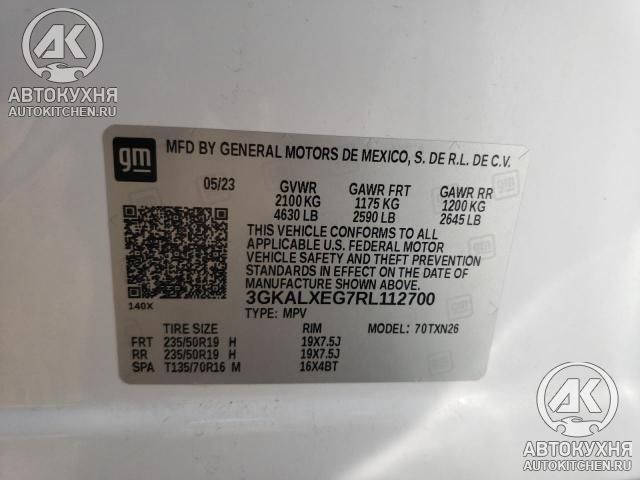 AK
АВТОКУХНЯ
AUTOKITCHEN.RU
gm
MFD BY GENERAL MOTORS DE MEXICO, S. DE R.L. DE C.V.
05/23 GVWR GAWR FRT GAWR RR
2100 KG 1175 KG 1200 KG
4630 LB 2590 LB 2645 LB
THIS VEHICLE CONFORMS TO ALL
APPLICABLE U.S. FEDERAL MOTOR
VEHICLE SAFETY AND THEFT PREVENTION
STANDARDS IN EFFECT ON THE DATE OF
MANUFACTURE SHOWN ABOVE.
140X
3GKALXEG7RL112700
TYPE: MPV MODEL: 70TXN26
TIRE SIZE RIM
FRT 235/50R19 H 19X7.5J
RR 235/50R19 H 19X7.5J
SPA T135/70R16 M 16X4BT
AK
АВТОКУХНЯ
AUTOKITCHEN.RU